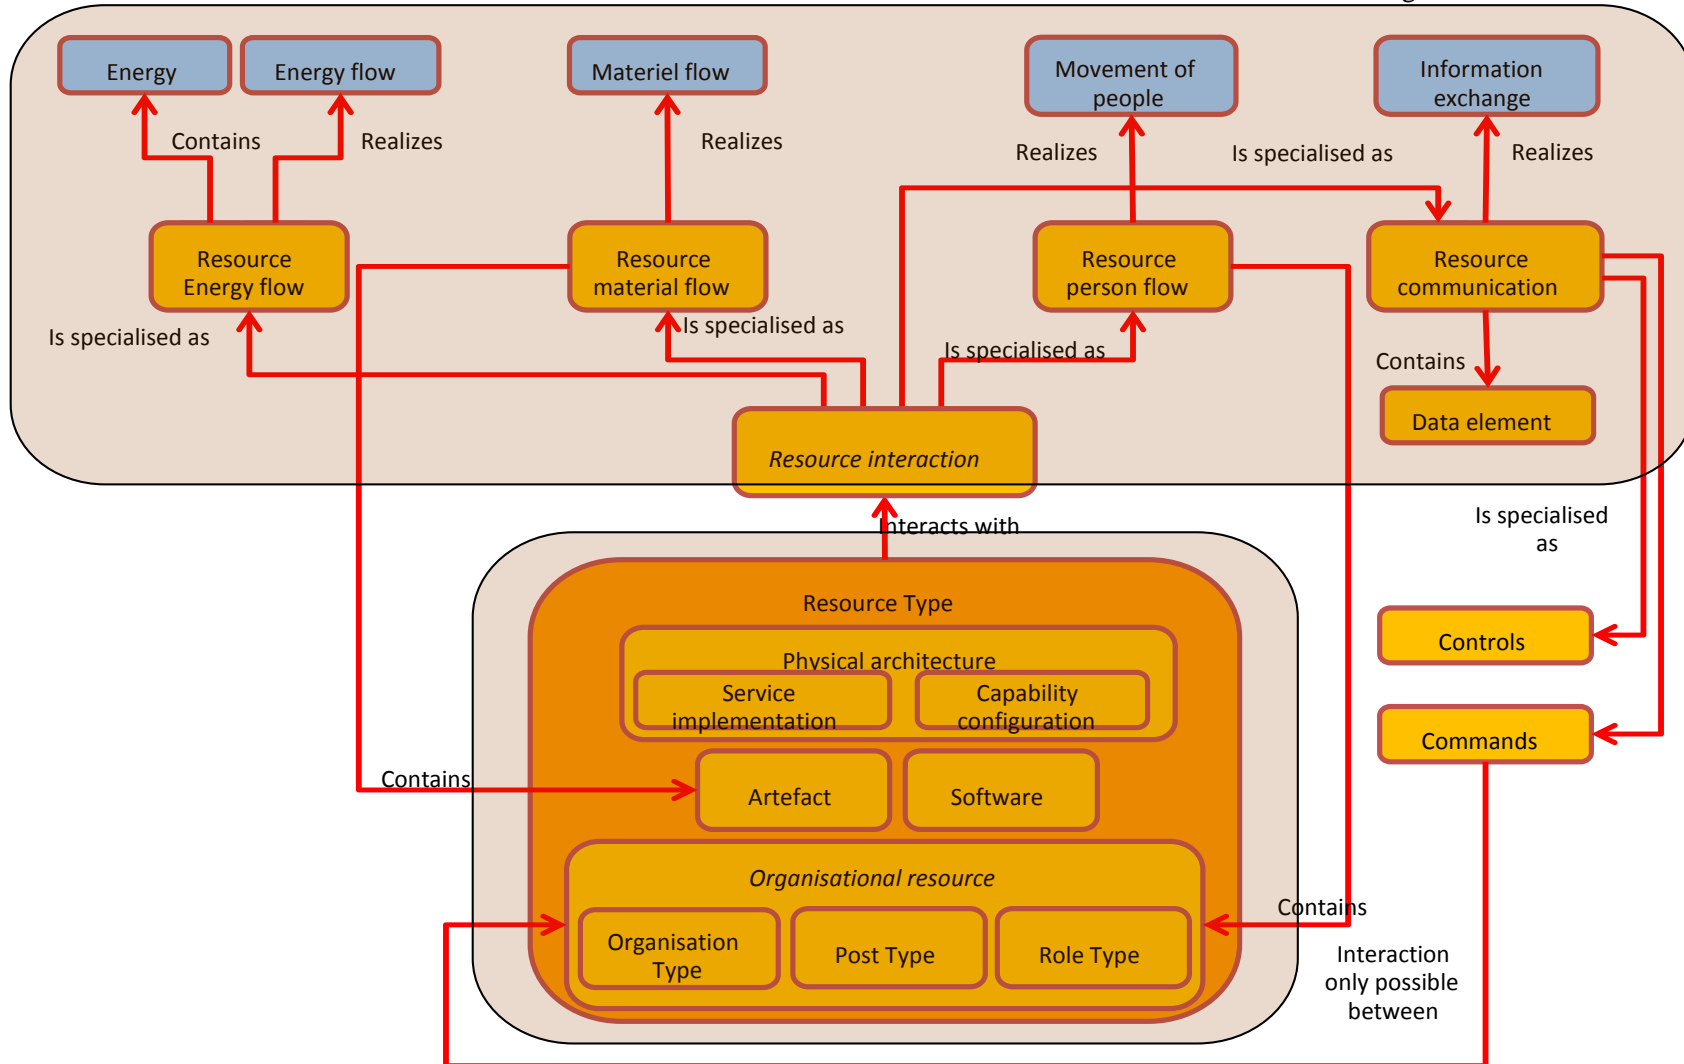 Energy
Energy flow
Materiel flow
Movement of
people
Information
exchange
Contains
Realizes
Realizes
Realizes
Is specialised as
Realizes
Resource
Energy flow
Resource
material flow
Resource
person flow
Resource
communication
Is specialised as
Is specialised as
Is specialised as
Contains
Data element
Resource interaction
Interacts with
Is specialised
as
Resource Type
Physical architecture
Service
implementation
Capability
configuration
Controls
Commands
Contains
Artefact
Software
Organisational resource
Contains
Organisation
Type
Post Type
Role Type
Interaction
only possible
between